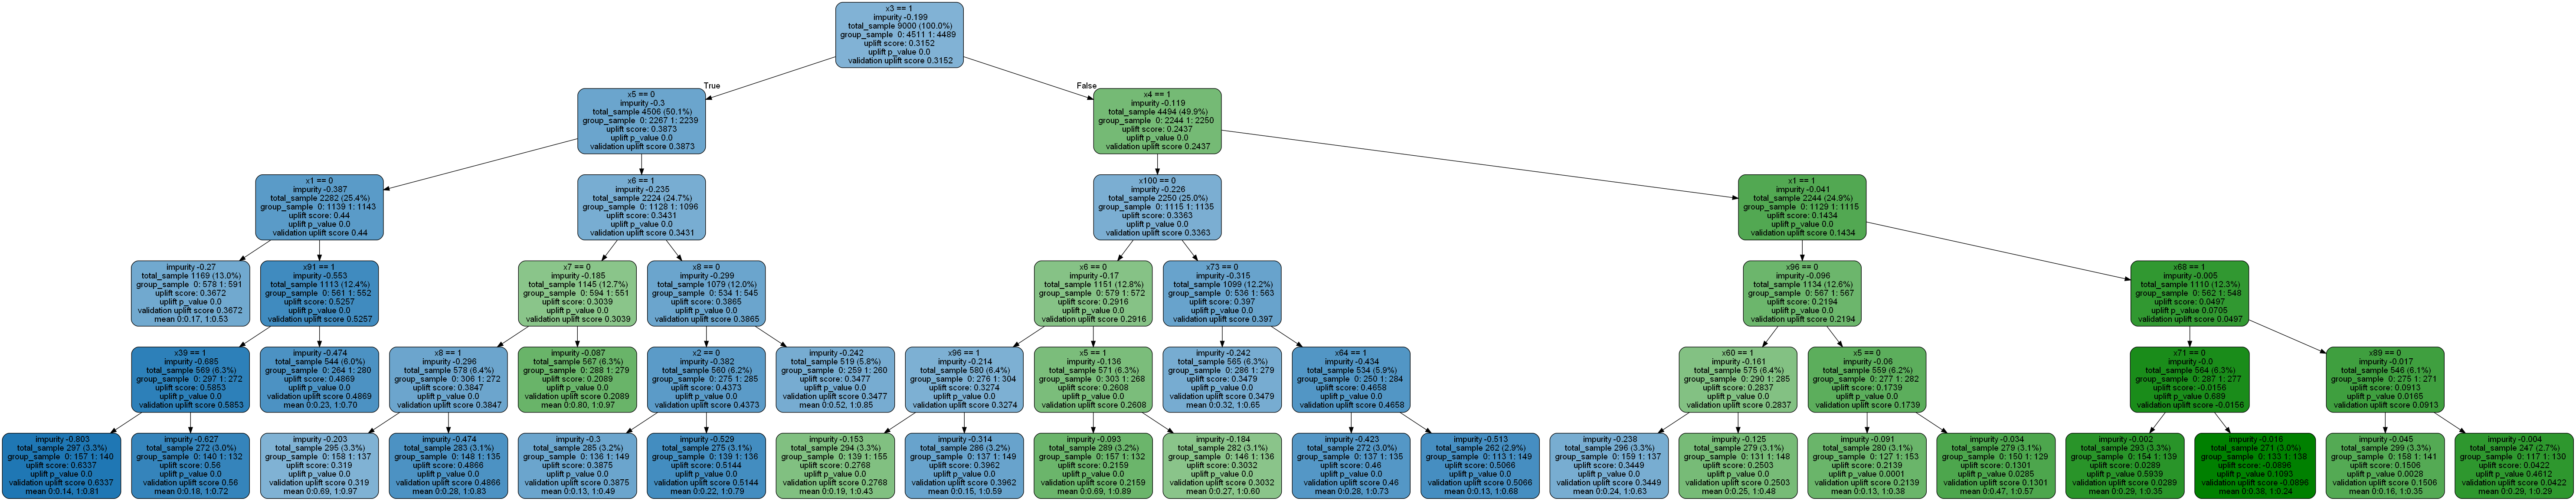 x3 == 1
impurity -0.199
total_sample 9000 (100.0%)
group_sample 0: 4511 1: 4489
uplift score: 0.3152
uplift p_value 0.0
validation uplift score 0.3152
True
False
x5 == 0
impurity -0.3
total_sample 4506 (50.1%)
group_sample 0: 2267 1: 2239
uplift score: 0.3873
uplift p_value 0.0
validation uplift score 0.3873
x4 == 1
impurity -0.119
total_sample 4494 (49.9%)
group_sample 0: 2244 1: 2250
uplift score: 0.2437
uplift p_value 0.0
validation uplift score 0.2437
x1 == 0
impurity -0.387
total_sample 2282 (25.4%)
group_sample 0: 1139 1: 1143
uplift score: 0.44
uplift p_value 0.0
validation uplift score 0.44
x6 == 1
impurity -0.235
total_sample 2224 (24.7%)
group_sample 0: 1128 1: 1096
uplift score: 0.3431
uplift p_value 0.0
validation uplift score 0.3431
x100 == 0
impurity -0.226
total_sample 2250 (25.0%)
group_sample 0: 1115 1: 1135
uplift score: 0.3363
uplift p_value 0.0
validation uplift score 0.3363
x1 == 1
impurity -0.041
total_sample 2244 (24.9%)
group_sample 0: 1129 1: 1115
uplift score: 0.1434
uplift p_value 0.0
validation uplift score 0.1434
impurity -0.27
total_sample 1169 (13.0%)
group_sample 0: 578 1: 591
uplift score: 0.3672
uplift p_value 0.0
validation uplift score 0.3672
mean 0:0.17, 1:0.53
x91 == 1
impurity -0.553
total_sample 1113 (12.4%)
group_sample 0: 561 1: 552
uplift score: 0.5257
uplift p_value 0.0
validation uplift score 0.5257
x7 == 0
impurity -0.185
total_sample 1145 (12.7%)
group_sample 0: 594 1: 551
uplift score: 0.3039
uplift p_value 0.0
validation uplift score 0.3039
x8 == 0
impurity -0.299
total_sample 1079 (12.0%)
group_sample 0: 534 1: 545
uplift score: 0.3865
uplift p_value 0.0
validation uplift score 0.3865
x6 == 0
impurity -0.17
total_sample 1151 (12.8%)
group_sample 0: 579 1: 572
uplift score: 0.2916
uplift p_value 0.0
validation uplift score 0.2916
x73 == 0
impurity -0.315
total_sample 1099 (12.2%)
group_sample 0: 536 1: 563
uplift score: 0.397
uplift p_value 0.0
validation uplift score 0.397
x96 == 0
impurity -0.096
total_sample 1134 (12.6%)
group_sample 0: 567 1: 567
uplift score: 0.2194
uplift p_value 0.0
validation uplift score 0.2194
x68 == 1
impurity -0.005
total_sample 1110 (12.3%)
group_sample 0: 562 1: 548
uplift score: 0.0497
uplift p_value 0.0705
validation uplift score 0.0497
x39 == 1
impurity -0.685
total_sample 569 (6.3%)
group_sample 0: 297 1: 272
uplift score: 0.5853
uplift p_value 0.0
validation uplift score 0.5853
impurity -0.474
total_sample 544 (6.0%)
group_sample 0: 264 1: 280
uplift score: 0.4869
uplift p_value 0.0
validation uplift score 0.4869
mean 0:0.23, 1:0.70
x8 == 1
impurity -0.296
total_sample 578 (6.4%)
group_sample 0: 306 1: 272
uplift score: 0.3847
uplift p_value 0.0
validation uplift score 0.3847
impurity -0.087
total_sample 567 (6.3%)
group_sample 0: 288 1: 279
uplift score: 0.2089
uplift p_value 0.0
validation uplift score 0.2089
mean 0:0.80, 1:0.97
x2 == 0
impurity -0.382
total_sample 560 (6.2%)
group_sample 0: 275 1: 285
uplift score: 0.4373
uplift p_value 0.0
validation uplift score 0.4373
impurity -0.242
total_sample 519 (5.8%)
group_sample 0: 259 1: 260
uplift score: 0.3477
uplift p_value 0.0
validation uplift score 0.3477
mean 0:0.52, 1:0.85
x96 == 1
impurity -0.214
total_sample 580 (6.4%)
group_sample 0: 276 1: 304
uplift score: 0.3274
uplift p_value 0.0
validation uplift score 0.3274
x5 == 1
impurity -0.136
total_sample 571 (6.3%)
group_sample 0: 303 1: 268
uplift score: 0.2608
uplift p_value 0.0
validation uplift score 0.2608
impurity -0.242
total_sample 565 (6.3%)
group_sample 0: 286 1: 279
uplift score: 0.3479
uplift p_value 0.0
validation uplift score 0.3479
mean 0:0.32, 1:0.65
x64 == 1
impurity -0.434
total_sample 534 (5.9%)
group_sample 0: 250 1: 284
uplift score: 0.4658
uplift p_value 0.0
validation uplift score 0.4658
x60 == 1
impurity -0.161
total_sample 575 (6.4%)
group_sample 0: 290 1: 285
uplift score: 0.2837
uplift p_value 0.0
validation uplift score 0.2837
x5 == 0
impurity -0.06
total_sample 559 (6.2%)
group_sample 0: 277 1: 282
uplift score: 0.1739
uplift p_value 0.0
validation uplift score 0.1739
x71 == 0
impurity -0.0
total_sample 564 (6.3%)
group_sample 0: 287 1: 277
uplift score: -0.0156
uplift p_value 0.689
validation uplift score -0.0156
x89 == 0
impurity -0.017
total_sample 546 (6.1%)
group_sample 0: 275 1: 271
uplift score: 0.0913
uplift p_value 0.0165
validation uplift score 0.0913
impurity -0.803
total_sample 297 (3.3%)
group_sample 0: 157 1: 140
uplift score: 0.6337
uplift p_value 0.0
validation uplift score 0.6337
mean 0:0.14, 1:0.81
impurity -0.627
total_sample 272 (3.0%)
group_sample 0: 140 1: 132
uplift score: 0.56
uplift p_value 0.0
validation uplift score 0.56
mean 0:0.18, 1:0.72
impurity -0.203
total_sample 295 (3.3%)
group_sample 0: 158 1: 137
uplift score: 0.319
uplift p_value 0.0
validation uplift score 0.319
mean 0:0.69, 1:0.97
impurity -0.474
total_sample 283 (3.1%)
group_sample 0: 148 1: 135
uplift score: 0.4866
uplift p_value 0.0
validation uplift score 0.4866
mean 0:0.28, 1:0.83
impurity -0.3
total_sample 285 (3.2%)
group_sample 0: 136 1: 149
uplift score: 0.3875
uplift p_value 0.0
validation uplift score 0.3875
mean 0:0.13, 1:0.49
impurity -0.529
total_sample 275 (3.1%)
group_sample 0: 139 1: 136
uplift score: 0.5144
uplift p_value 0.0
validation uplift score 0.5144
mean 0:0.22, 1:0.79
impurity -0.153
total_sample 294 (3.3%)
group_sample 0: 139 1: 155
uplift score: 0.2768
uplift p_value 0.0
validation uplift score 0.2768
mean 0:0.19, 1:0.43
impurity -0.314
total_sample 286 (3.2%)
group_sample 0: 137 1: 149
uplift score: 0.3962
uplift p_value 0.0
validation uplift score 0.3962
mean 0:0.15, 1:0.59
impurity -0.093
total_sample 289 (3.2%)
group_sample 0: 157 1: 132
uplift score: 0.2159
uplift p_value 0.0
validation uplift score 0.2159
mean 0:0.69, 1:0.89
impurity -0.184
total_sample 282 (3.1%)
group_sample 0: 146 1: 136
uplift score: 0.3032
uplift p_value 0.0
validation uplift score 0.3032
mean 0:0.27, 1:0.60
impurity -0.423
total_sample 272 (3.0%)
group_sample 0: 137 1: 135
uplift score: 0.46
uplift p_value 0.0
validation uplift score 0.46
mean 0:0.28, 1:0.73
impurity -0.513
total_sample 262 (2.9%)
group_sample 0: 113 1: 149
uplift score: 0.5066
uplift p_value 0.0
validation uplift score 0.5066
mean 0:0.13, 1:0.68
impurity -0.238
total_sample 296 (3.3%)
group_sample 0: 159 1: 137
uplift score: 0.3449
uplift p_value 0.0
validation uplift score 0.3449
mean 0:0.24, 1:0.63
impurity -0.125
total_sample 279 (3.1%)
group_sample 0: 131 1: 148
uplift score: 0.2503
uplift p_value 0.0
validation uplift score 0.2503
mean 0:0.25, 1:0.48
impurity -0.091
total_sample 280 (3.1%)
group_sample 0: 127 1: 153
uplift score: 0.2139
uplift p_value 0.0001
validation uplift score 0.2139
mean 0:0.13, 1:0.38
impurity -0.034
total_sample 279 (3.1%)
group_sample 0: 150 1: 129
uplift score: 0.1301
uplift p_value 0.0285
validation uplift score 0.1301
mean 0:0.47, 1:0.57
impurity -0.002
total_sample 293 (3.3%)
group_sample 0: 154 1: 139
uplift score: 0.0289
uplift p_value 0.5939
validation uplift score 0.0289
mean 0:0.29, 1:0.35
impurity -0.016
total_sample 271 (3.0%)
group_sample 0: 133 1: 138
uplift score: -0.0896
uplift p_value 0.1093
validation uplift score -0.0896
mean 0:0.38, 1:0.24
impurity -0.045
total_sample 299 (3.3%)
group_sample 0: 158 1: 141
uplift score: 0.1506
uplift p_value 0.0028
validation uplift score 0.1506
mean 0:0.16, 1:0.35
impurity -0.004
total_sample 247 (2.7%)
group_sample 0: 117 1: 130
uplift score: 0.0422
uplift p_value 0.4612
validation uplift score 0.0422
mean 0:0.29, 1:0.29